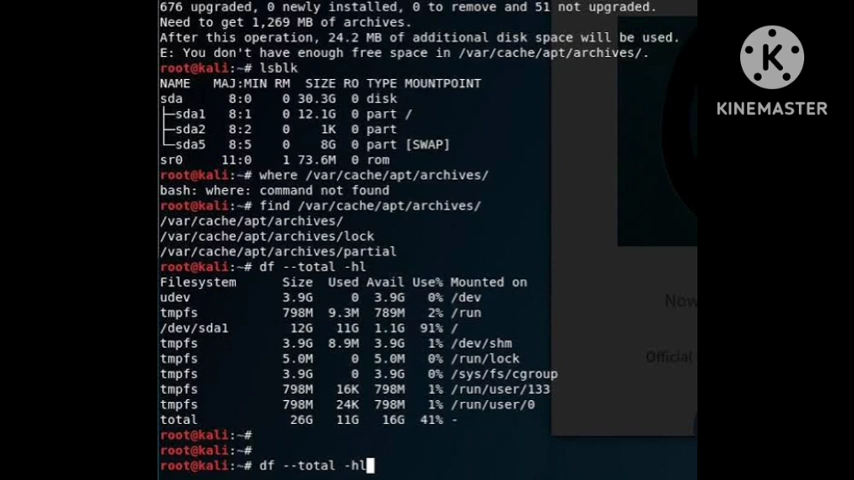 676 upgraded, 0 newly installed, 0 to remove and 51 not upgraded.
Need to get 1,269 MB of archives.
After this operation, 24.2 MB of additional disk space will be used.
E: You don't have enough free space in /var/cache/apt/archives/.
root@kali:~# lsblk
NAME   MAJ:MIN RM  SIZE RO TYPE MOUNTPOINT
sda      8:0    0 30.3G  0 disk
├─sda1   8:1    0 12.1G  0 part /
├─sda2   8:2    0    1K  0 part
└─sda5   8:5    0    8G  0 part [SWAP]
sr0     11:0    1 73.6M  0 rom
root@kali:~# where /var/cache/apt/archives/
bash: where: command not found
root@kali:~# find /var/cache/apt/archives/
/var/cache/apt/archives/
/var/cache/apt/archives/lock
/var/cache/apt/archives/partial
root@kali:~# df --total -hl
Filesystem      Size  Used Avail Use% Mounted on
udev            3.9G     0  3.9G   0% /dev
tmpfs           798M  9.3M  789M   2% /run
/dev/sda1        12G   11G  1.1G  91% /
tmpfs           3.9G  8.9M  3.9G   1% /dev/shm
tmpfs           5.0M     0  5.0M   0% /run/lock
tmpfs           3.9G     0  3.9G   0% /sys/fs/cgroup
tmpfs           798M   16K  798M   1% /run/user/133
tmpfs           798M   24K  798M   1% /run/user/0
total            26G   11G   16G  41% -
root@kali:~#
root@kali:~#
root@kali:~# df --total -hl
KINEMASTER
Now
Official